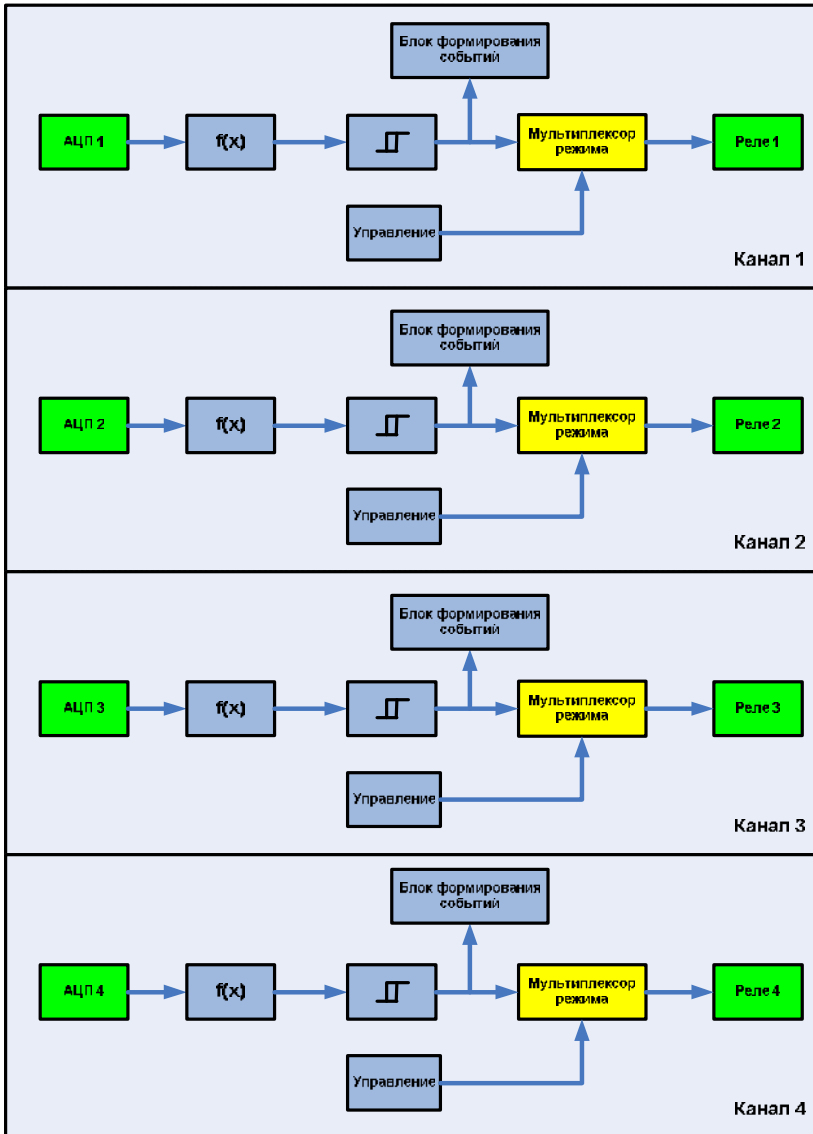 Блок формирования
событий
АЦП 1
f(x)
Мультиплексор
режима
Реле 1
Управление
Канал 1
Блок формирования
событий
АЦП 2
f(x)
Мультиплексор
режима
Реле 2
Управление
Канал 2
Блок формирования
событий
АЦП 3
f(x)
Мультиплексор
режима
Реле 3
Управление
Канал 3
Блок формирования
событий
АЦП 4
f(x)
Мультиплексор
режима
Реле 4
Управление
Канал 4